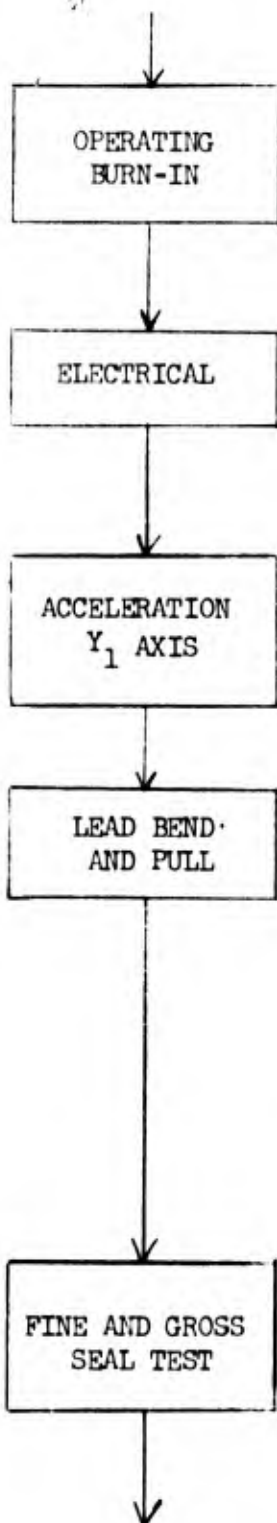 OPERATING
BURN-IN
ELECTRICAL
ACCELERATION
Y₁ AXIS
LEAD BEND
AND PULL
FINE AND GROSS
SEAL TEST